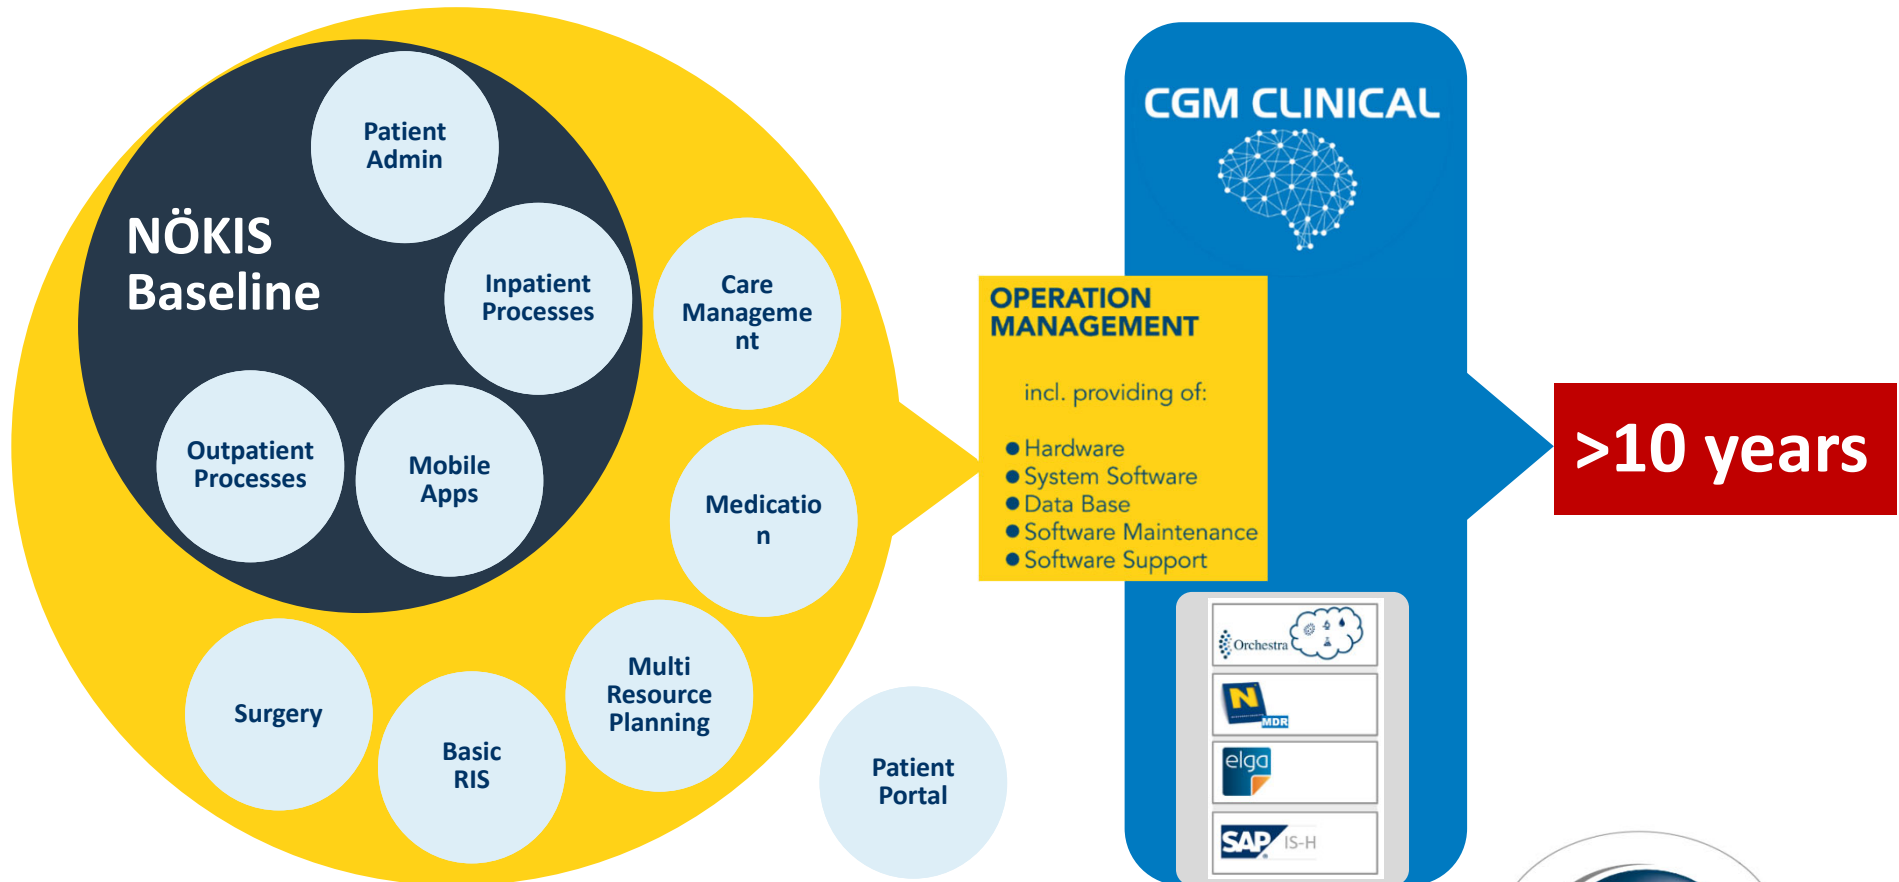 NÖKIS
Baseline
Patient
Admin
Inpatient
Processes
Outpatient
Processes
Mobile
Apps
Care
Manageme
nt
Medicatio
n
Multi
Resource
Planning
Surgery
Basic
RIS
Patient
Portal
CGM CLINICAL
OPERATION
MANAGEMENT
incl. providing of:
● Hardware
● System Software
● Data Base
● Software Maintenance
● Software Support
Orchestra
N
MDR
elga
SAP IS-H
>10 years